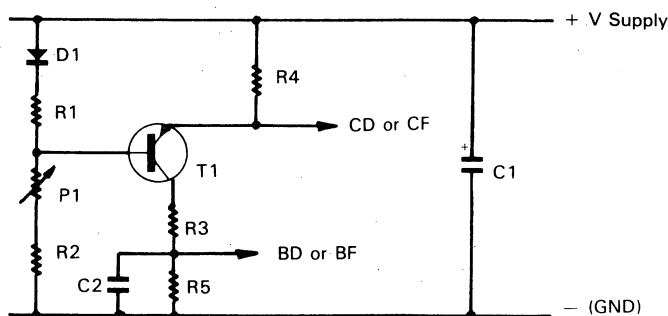 + V Supply
D1
R4
R1
CD or CF
T1
+
C1
P1
R3
R2
BD or BF
C2
R5
− (GND)